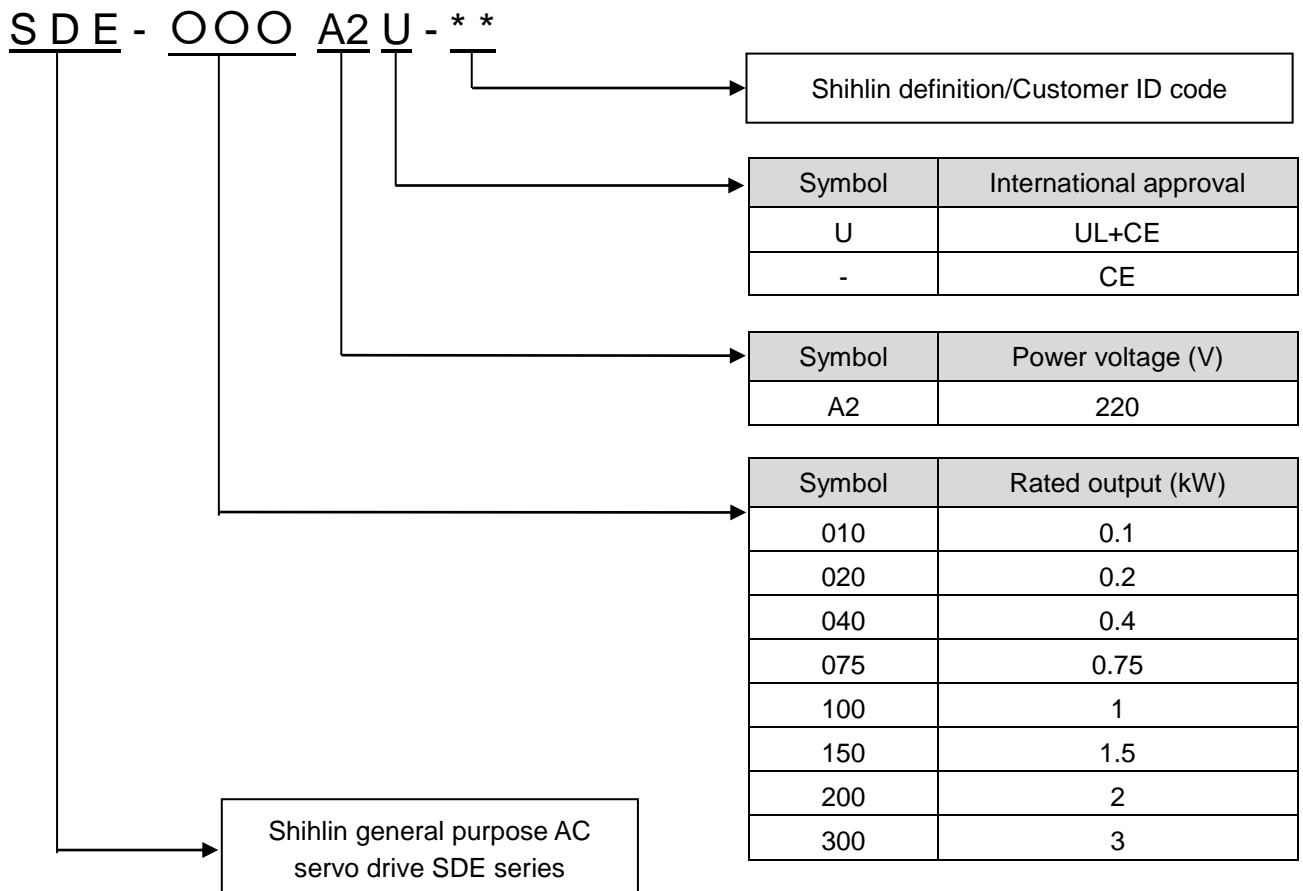 S D E - ○○○ A2 U - * *
Shihlin definition/Customer ID code
Symbol International approval
U UL+CE
- CE
Symbol Power voltage (V)
A2 220
Symbol Rated output (kW)
010 0.1
020 0.2
040 0.4
075 0.75
100 1
150 1.5
200 2
300 3
Shihlin general purpose AC
servo drive SDE series